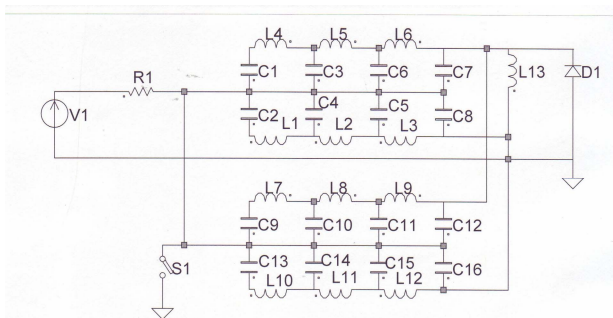 L4 L5 L6
C1 C3 C6 C7 L13 D1
R1
V1
C2 C4 C5 C8
L1 L2 L3
L7 L8 L9
C9 C10 C11 C12
S1
C13 C14 C15 C16
L10 L11 L12